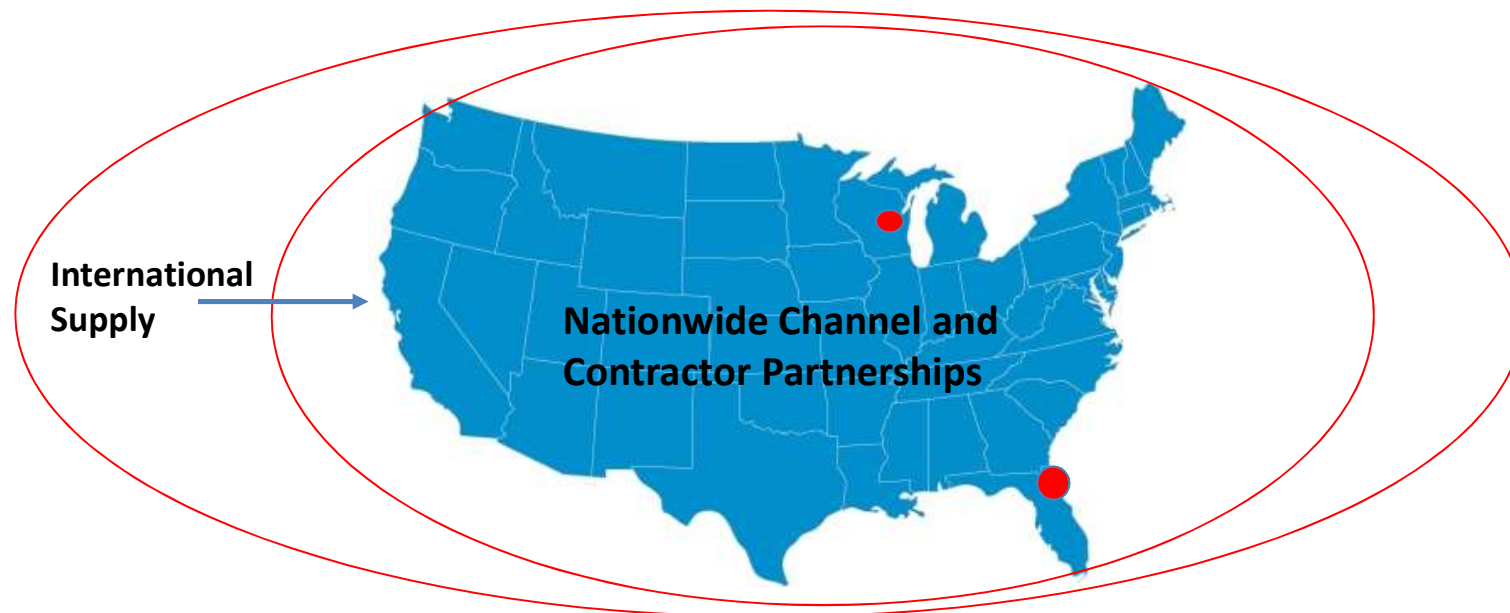 International
Supply
Nationwide Channel and
Contractor Partnerships